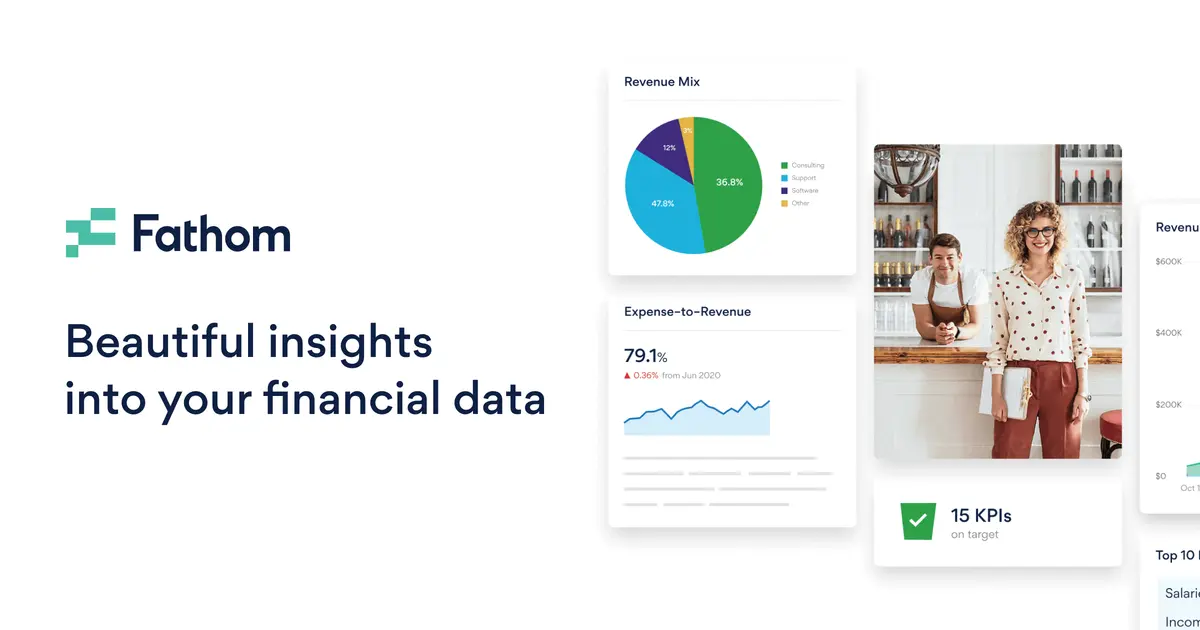 Fathom
Beautiful insights
into your financial data
Revenue Mix
3%
12%
36.8%
47.8%
Consulting
Support
Software
Other
Expense-to-Revenue
79.1%
▲ 0.36% from Jun 2020
15 KPIs
on target
Revenu
$600K
$400K
$200K
$0
Oct 1
Top 10
Salarie
Incom